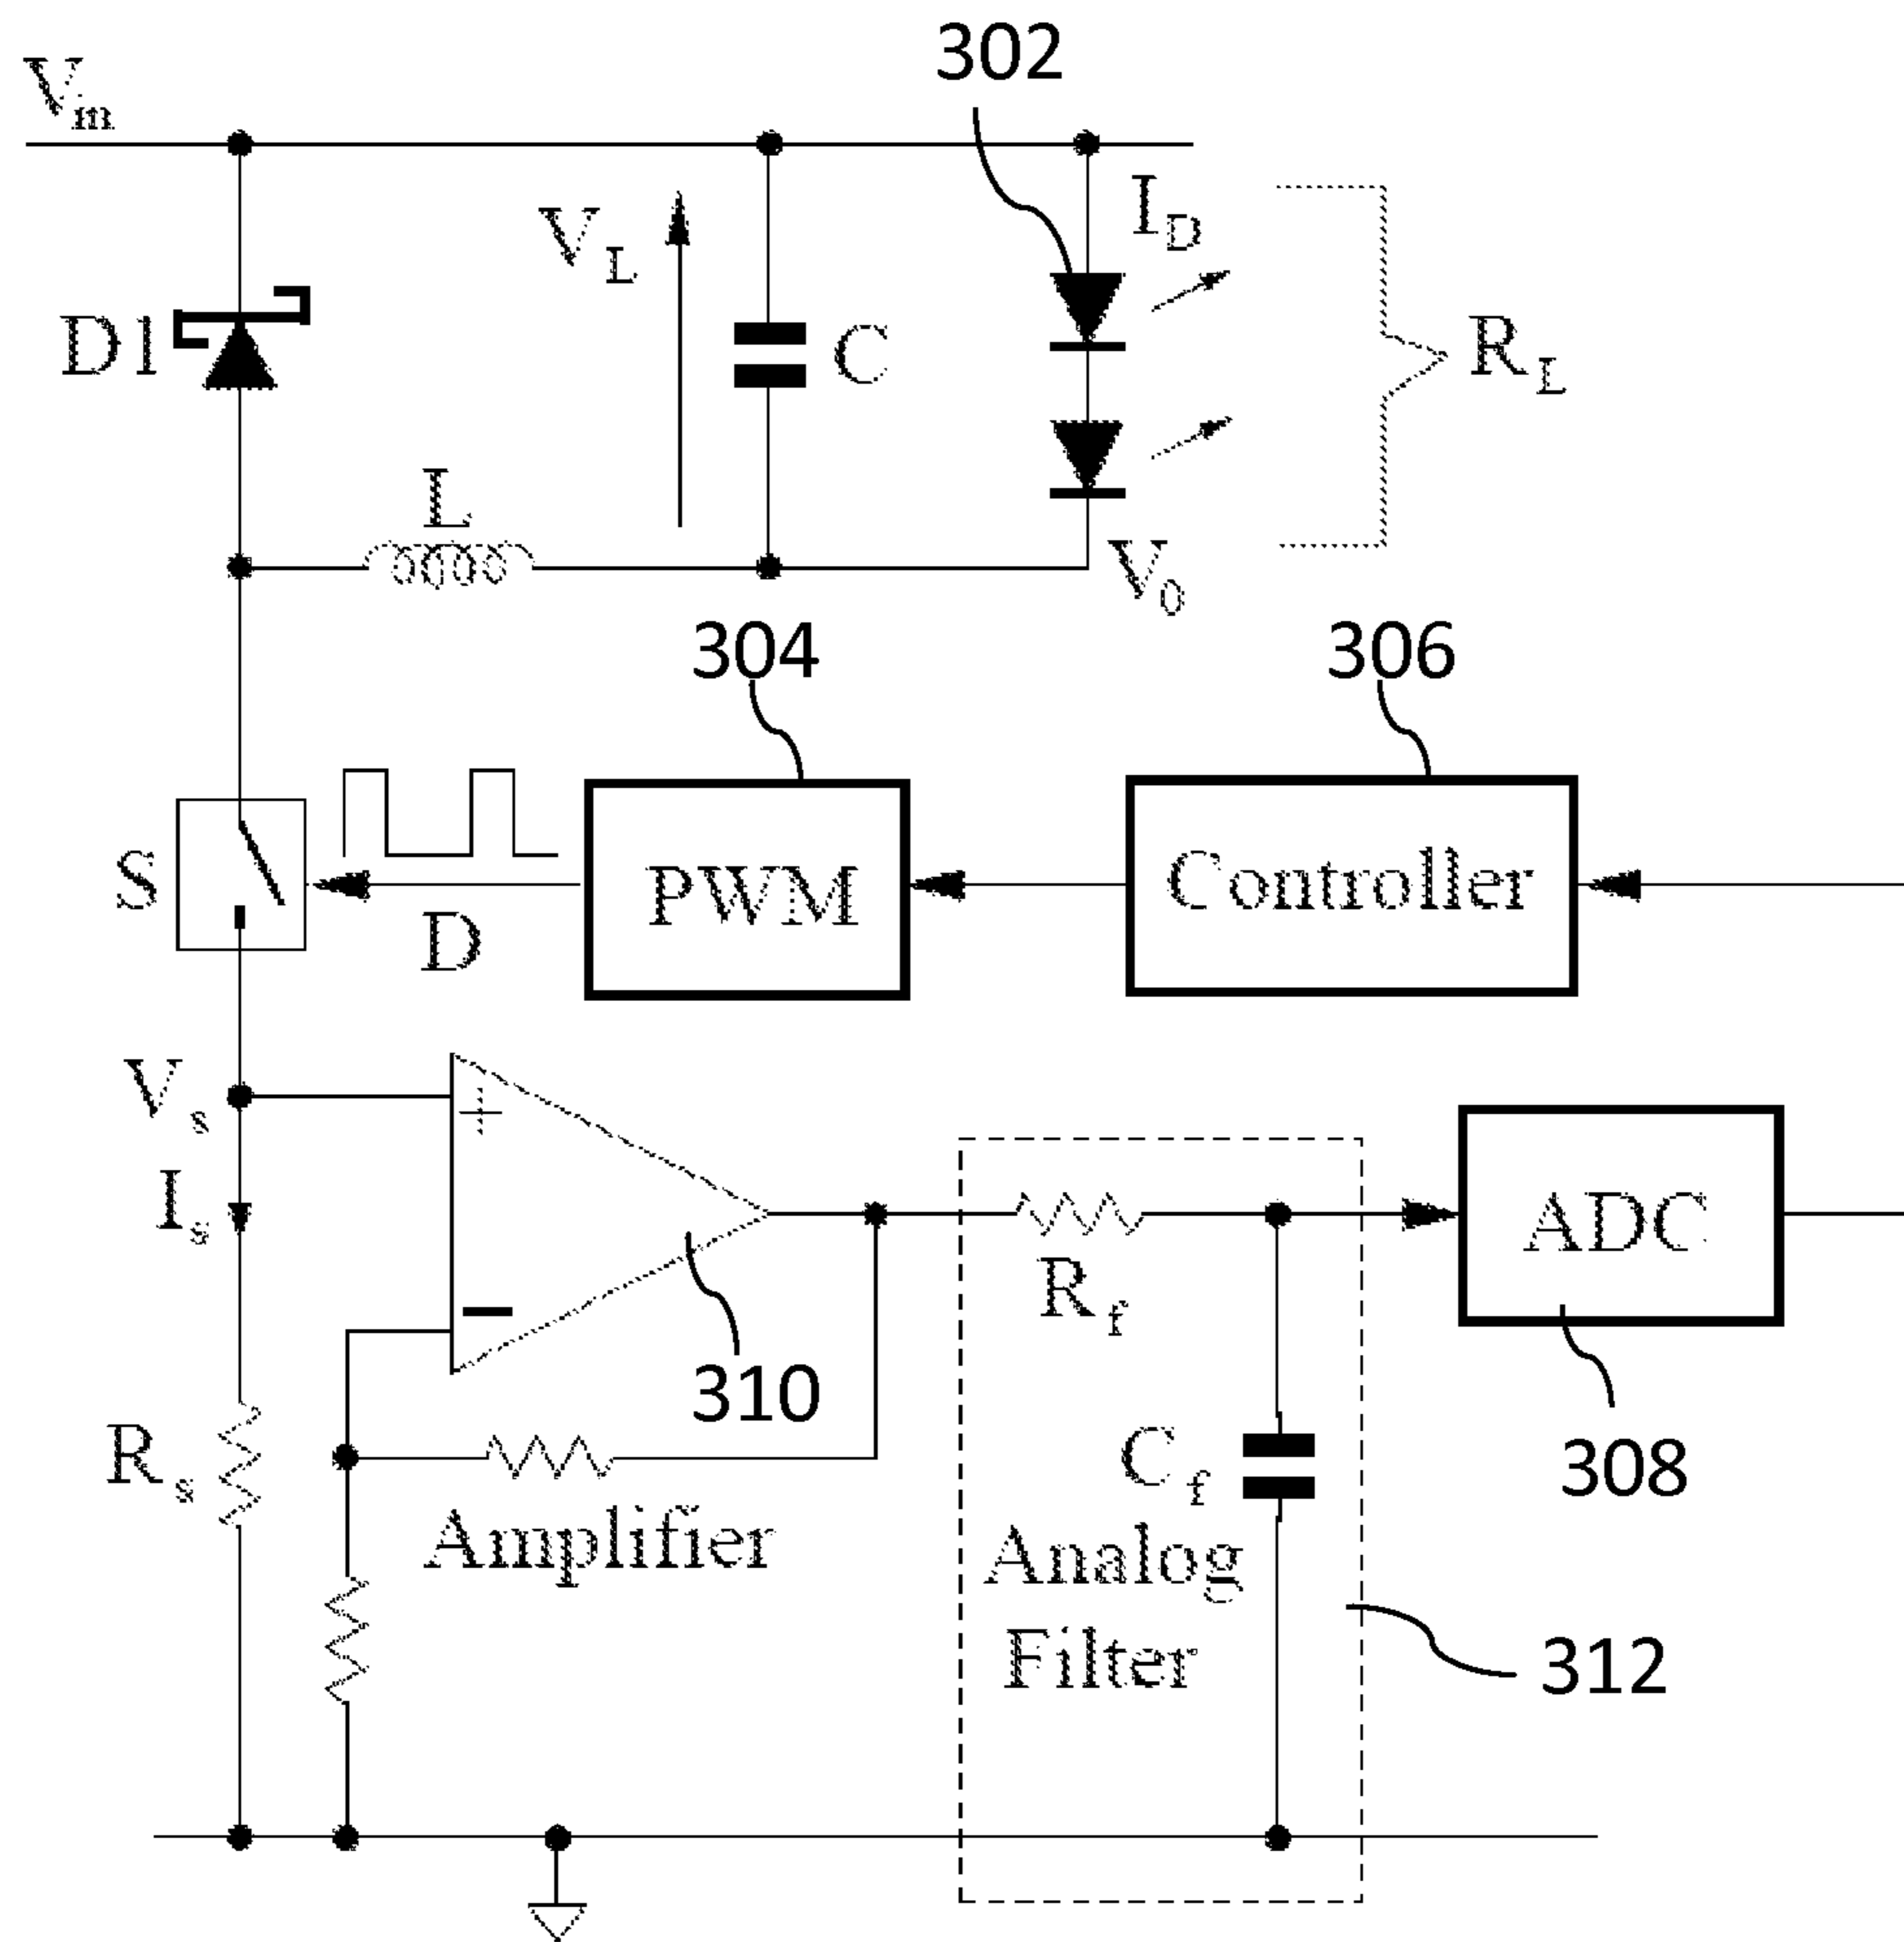 302
Vm
ID
VL
D1
C
RL
L
V0
304
306
S
PWM
Controller
D
Vs
+
Is
ADC
Rf
310
Rs
Cf
308
Amplifier
Analog
Filter
312